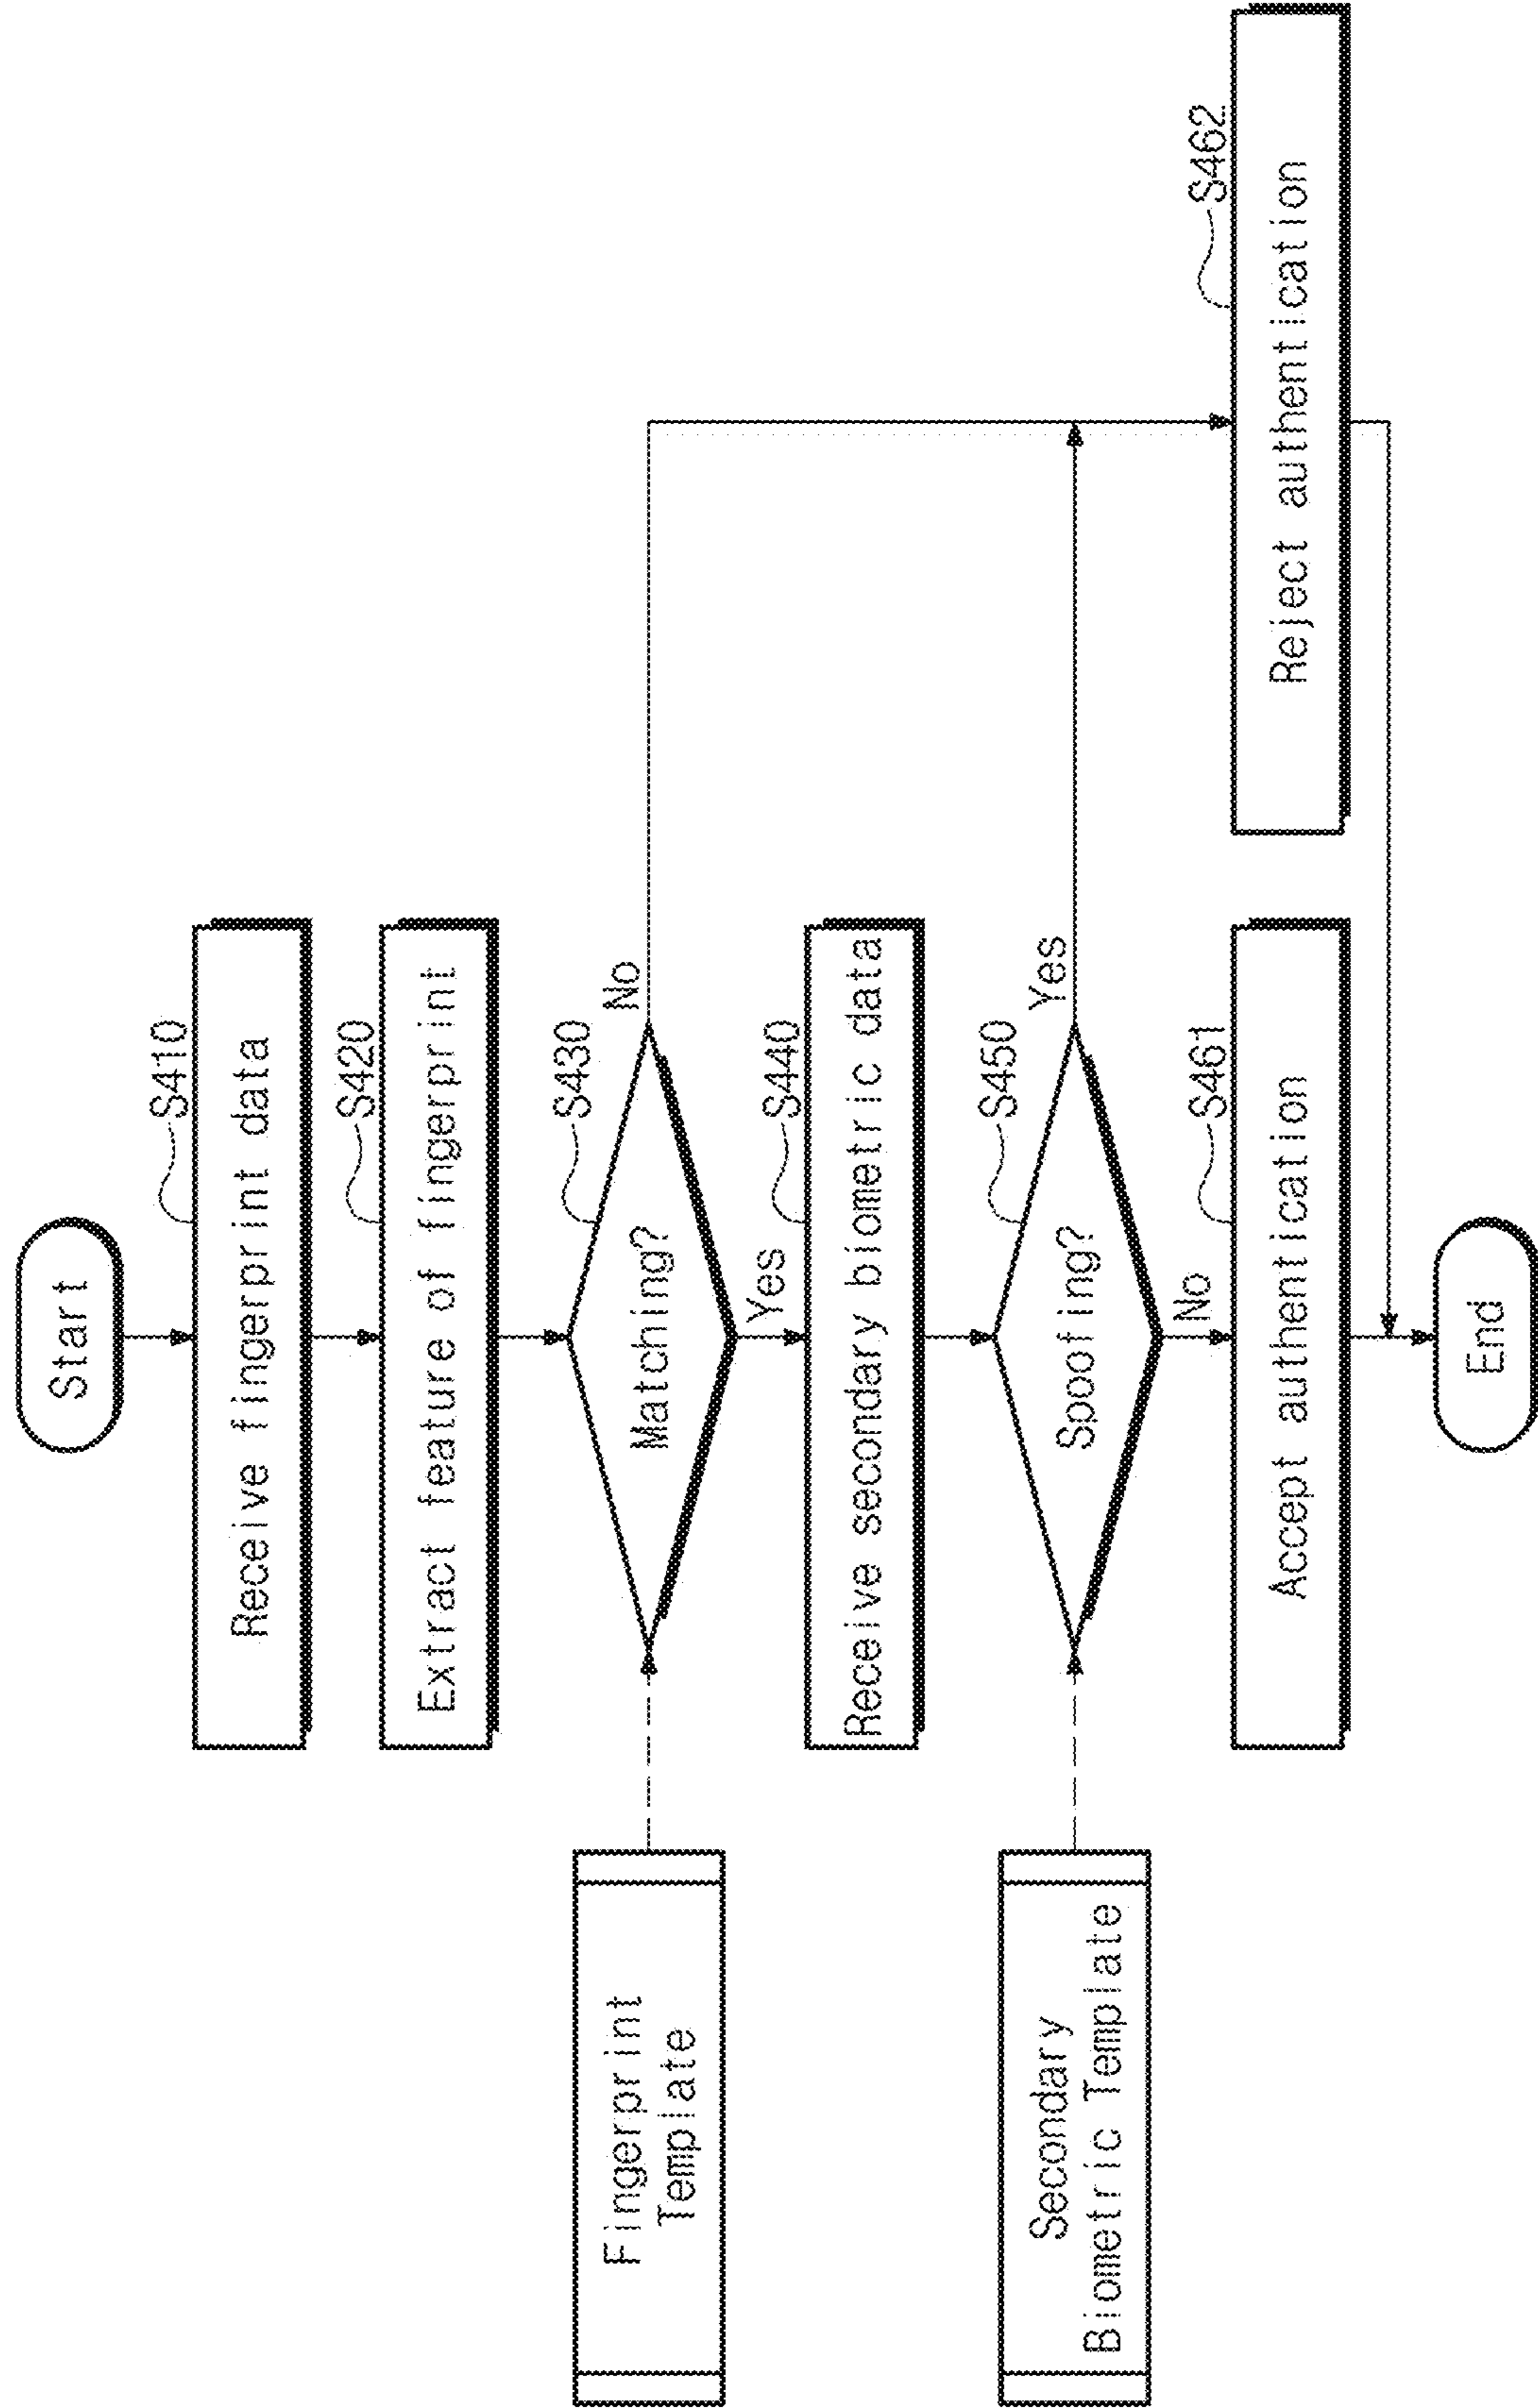 Start
S410
Receive fingerprint data
S420
Extract feature of fingerprint
S430
Fingerprint
Template
Matching?
No
Yes
S440
Receive secondary biometric data
S450
Secondary
Biometric Template
Spoofing?
Yes
No
S461
Accept authentication
S462
Reject authentication
End